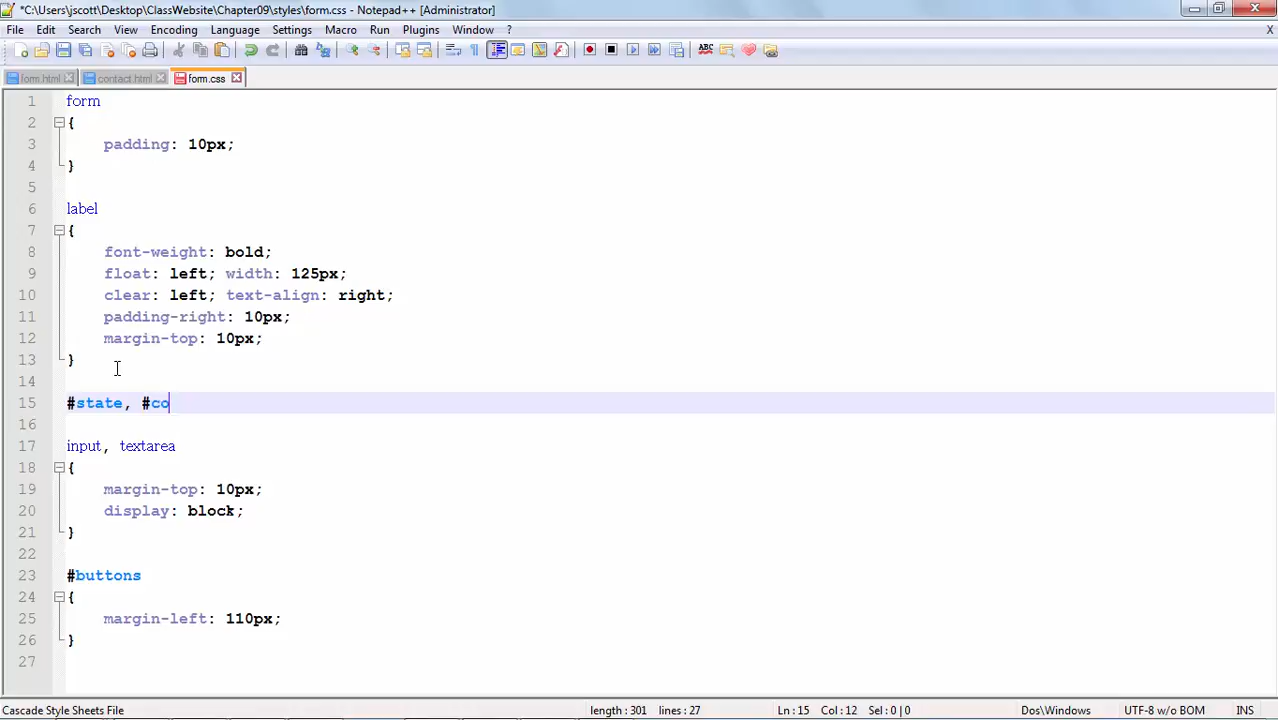 *C:\Users\jscott\Desktop\ClassWebsite\Chapter09\styles\form.css - Notepad++ [Administrator]
File Edit Search View Encoding Language Settings Macro Run Plugins Window ? X
form.html contact.html form.css
1 form
2 {
3 padding: 10px;
4 }
5
6 label
7 {
8 font-weight: bold;
9 float: left; width: 125px;
10 clear: left; text-align: right;
11 padding-right: 10px;
12 margin-top: 10px;
13 }
14
15 #state, #co
16
17 input, textarea
18 {
19 margin-top: 10px;
20 display: block;
21 }
22
23 #buttons
24 {
25 margin-left: 110px;
26 }
27
Cascade Style Sheets File length : 301 lines : 27 Ln : 15 Col : 12 Sel : 0 | 0 Dos\Windows UTF-8 w/o BOM INS